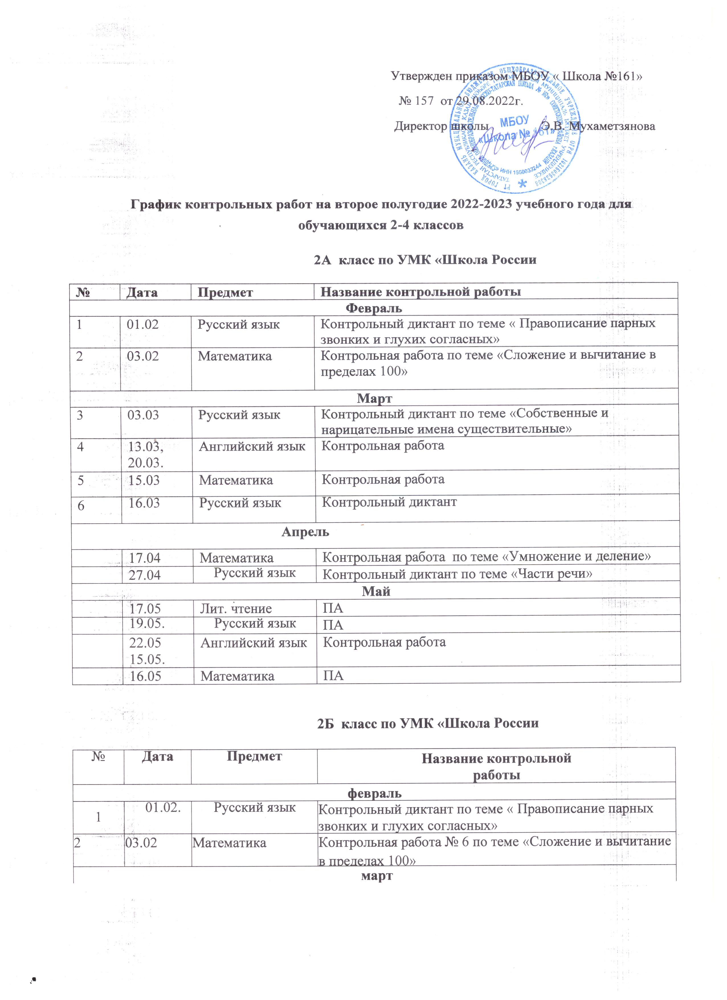 Утвержден приказом МБОУ « Школа №161»
№ 157 от 29.08.2022г.
Директор школы Э.В. Мухаметзянова
МБОУ
«Школа № 161»
ИНН 1660033244
График контрольных работ на второе полугодие 2022-2023 учебного года для
обучающихся 2-4 классов
2А класс по УМК «Школа России
№ Дата Предмет Название контрольной работы
Февраль
1 01.02 Русский язык Контрольный диктант по теме « Правописание парных
звонких и глухих согласных»
2 03.02 Математика Контрольная работа по теме «Сложение и вычитание в
пределах 100»
Март
3 03.03 Русский язык Контрольный диктант по теме «Собственные и
нарицательные имена существительные»
4 13.03, Английский язык Контрольная работа
20.03.
5 15.03 Математика Контрольная работа
6 16.03 Русский язык Контрольный диктант
Апрель
17.04 Математика Контрольная работа по теме «Умножение и деление»
27.04 Русский язык Контрольный диктант по теме «Части речи»
Май
17.05 Лит. чтение ПА
19.05. Русский язык ПА
22.05 Английский язык Контрольная работа
15.05.
16.05 Математика ПА
2Б класс по УМК «Школа России
№ Дата Предмет Название контрольной
работы
февраль
1 01.02. Русский язык Контрольный диктант по теме « Правописание парных
звонких и глухих согласных»
2 03.02 Математика Контрольная работа № 6 по теме «Сложение и вычитание
в пределах 100»
март